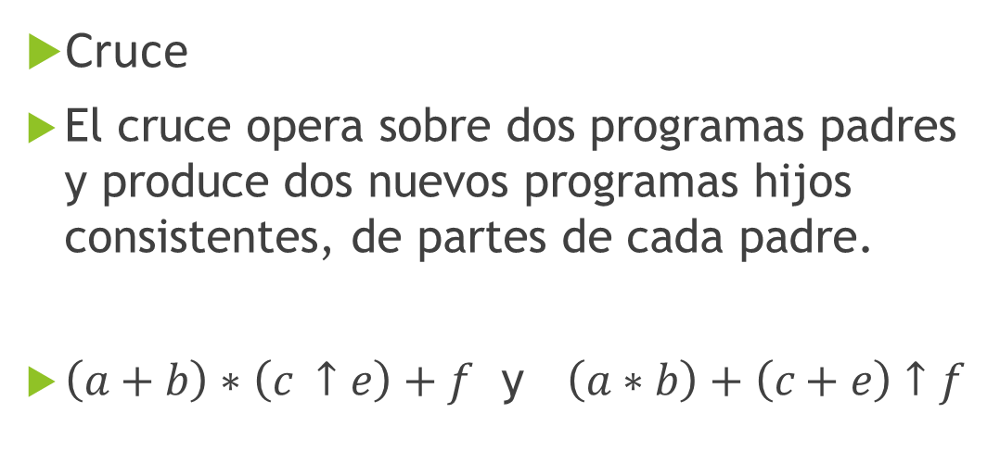 Cruce
El cruce opera sobre dos programas padres
y produce dos nuevos programas hijos
consistentes, de partes de cada padre.
(a + b) * (c ↑ e) + f y (a * b) + (c + e) ↑ f